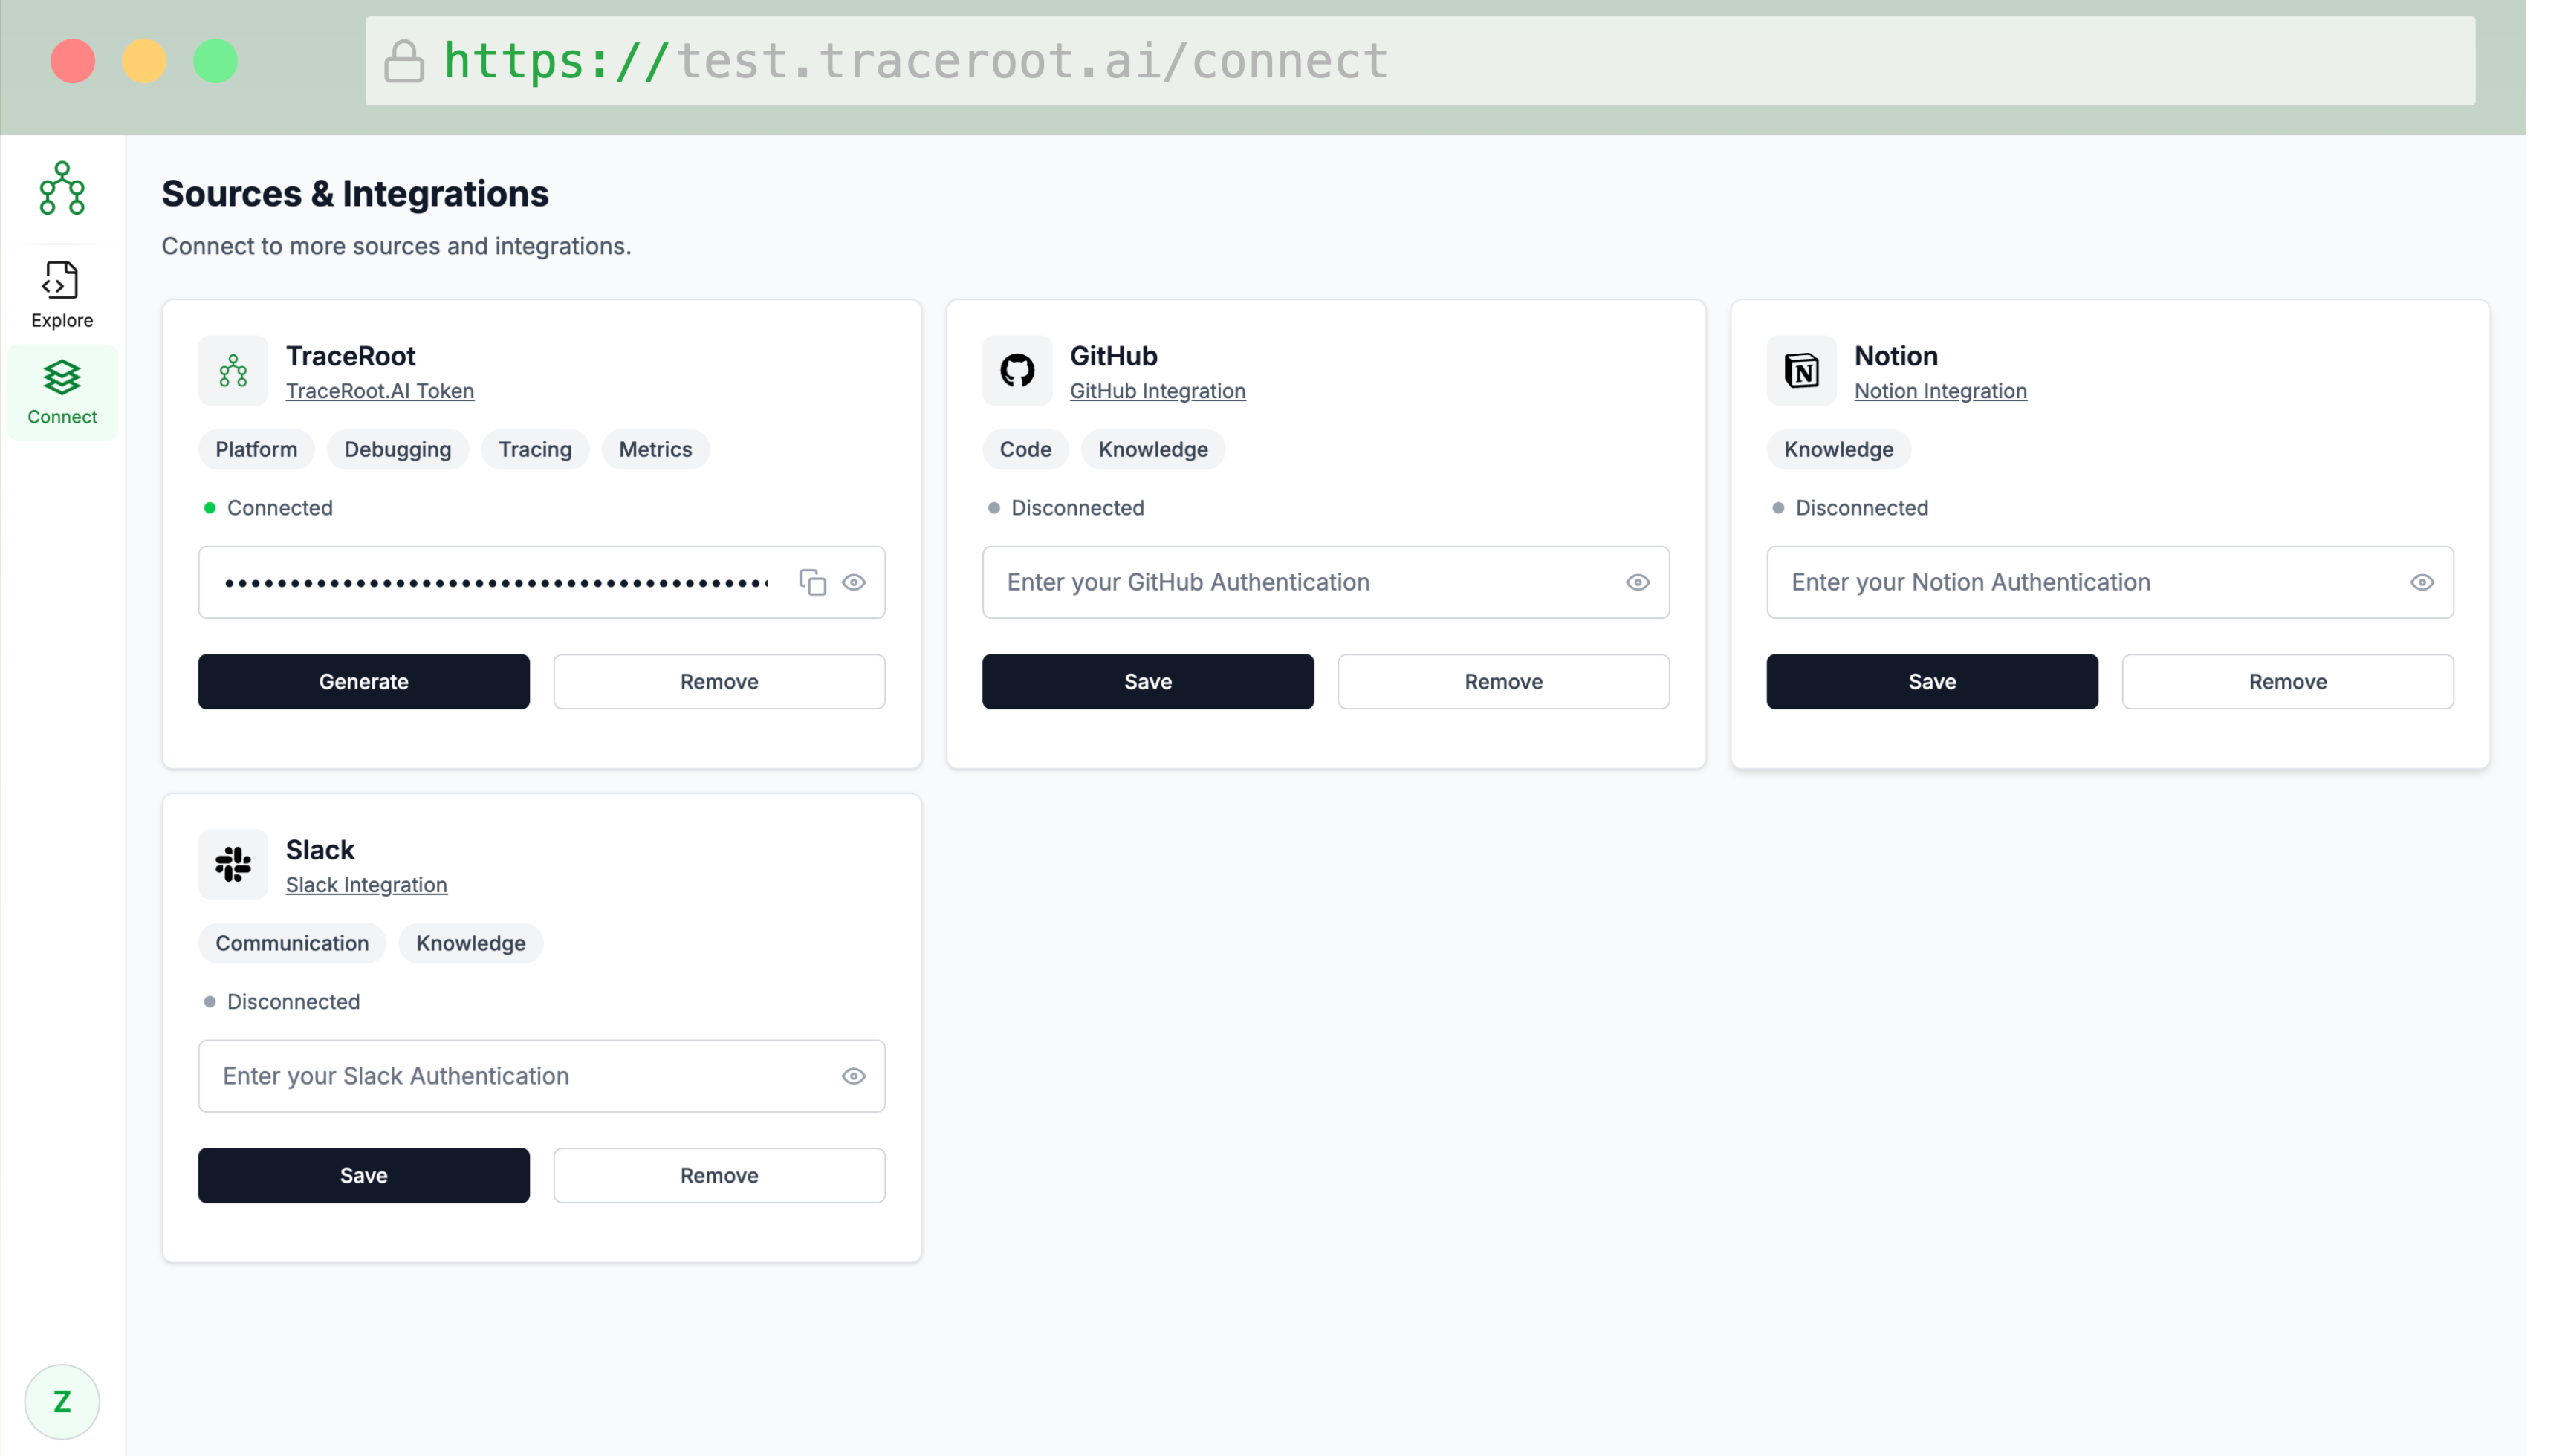 https://test.traceroot.ai/connect
Sources & Integrations
Connect to more sources and integrations.
Explore
Connect
TraceRoot
TraceRoot.AI Token
Platform Debugging Tracing Metrics
Connected
Generate Remove
GitHub
GitHub Integration
Code Knowledge
Disconnected
Enter your GitHub Authentication
Save Remove
Notion
Notion Integration
Knowledge
Disconnected
Enter your Notion Authentication
Save Remove
Slack
Slack Integration
Communication Knowledge
Disconnected
Enter your Slack Authentication
Save Remove
Z